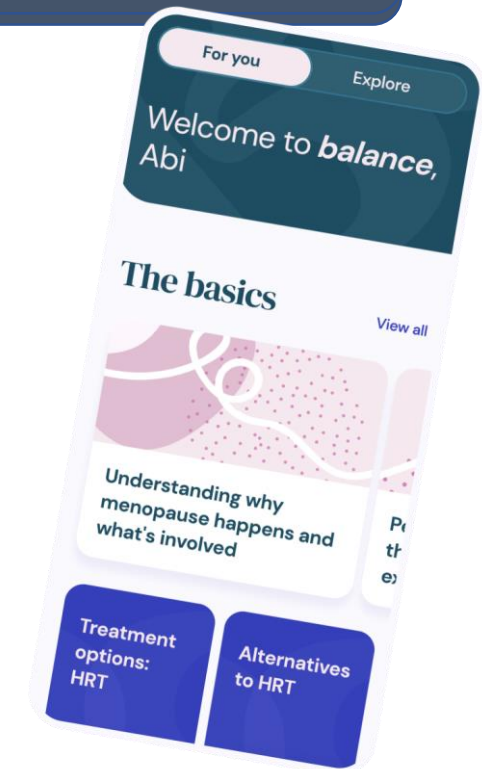 For you
Explore
Welcome to balance,
Abi
The basics
View all
Understanding why
menopause happens and
what's involved
Treatment
options:
HRT
Alternatives
to HRT